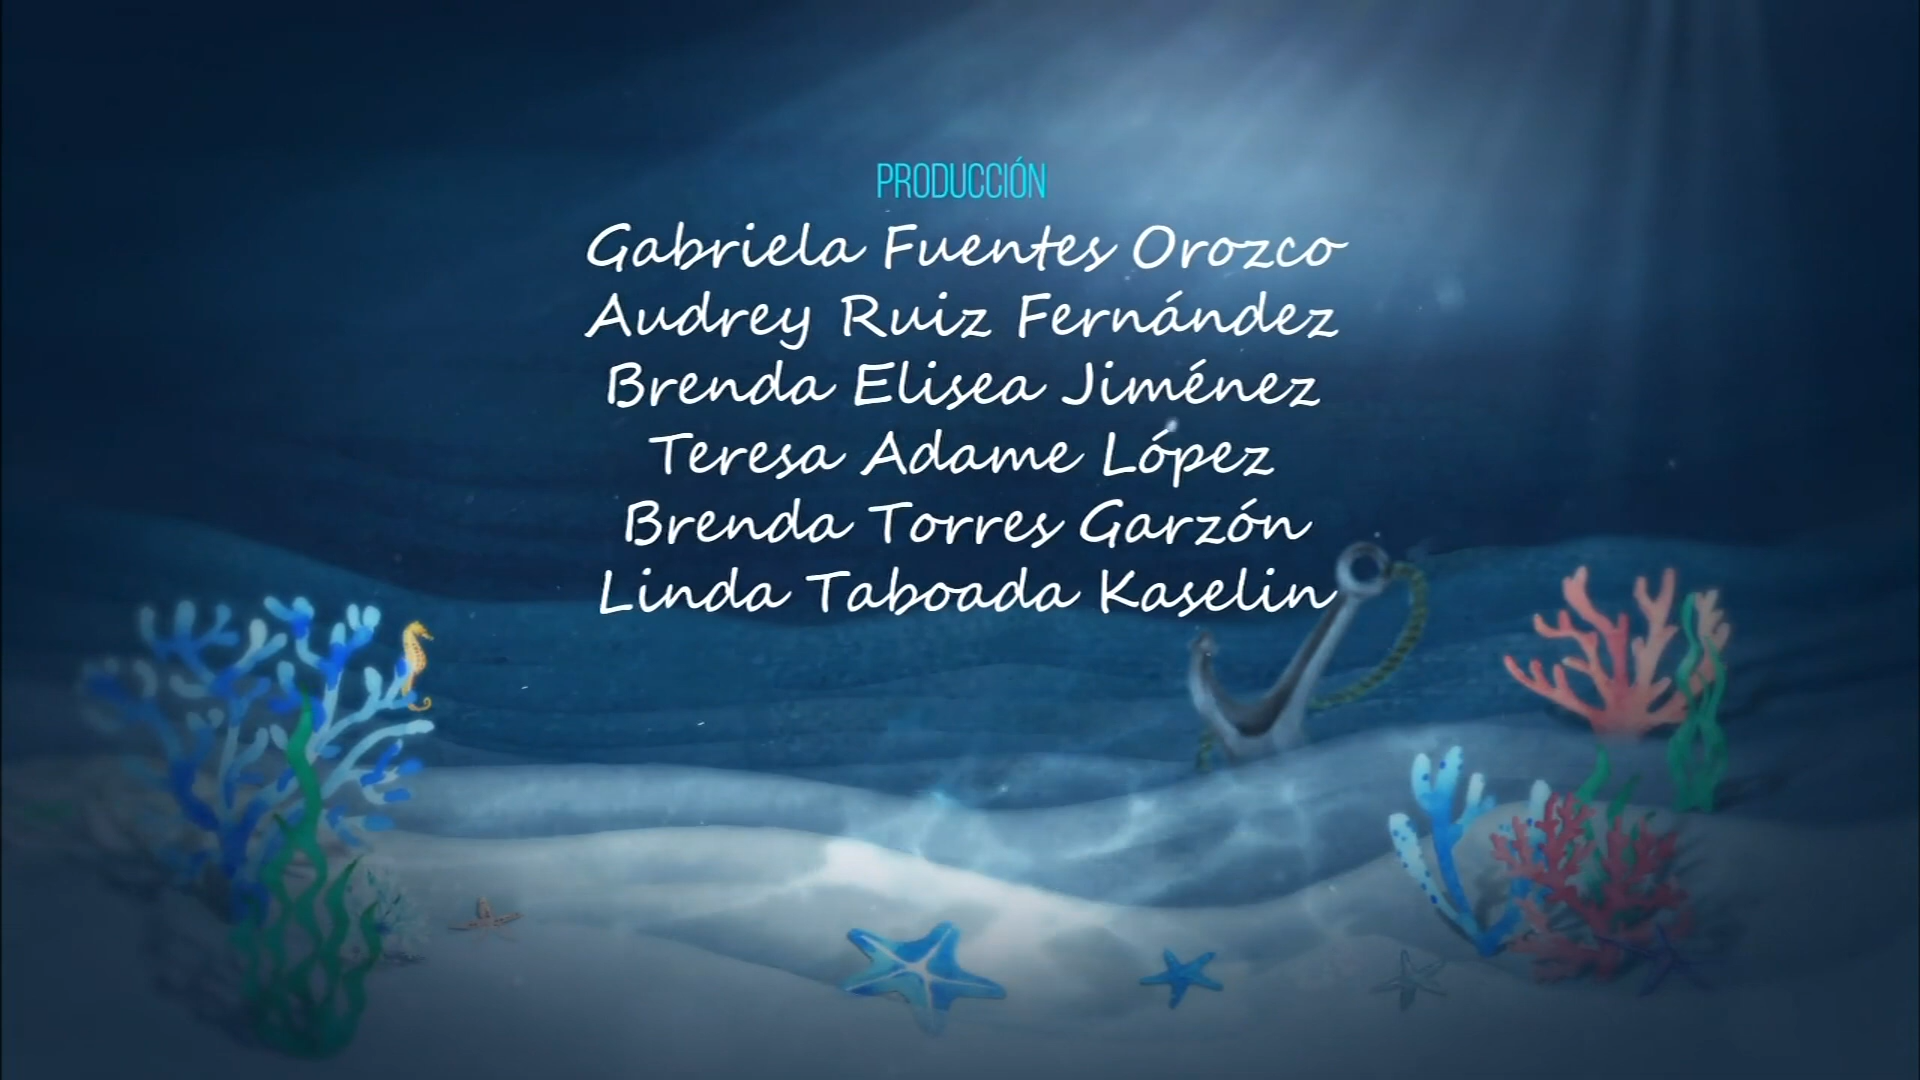 PRODUCCIÓN
Gabriela Fuentes Orozco
Audrey Ruiz Fernández
Brenda Elisea Jiménez
Teresa Adame López
Brenda Torres Garzón
Linda Taboada Kaselin